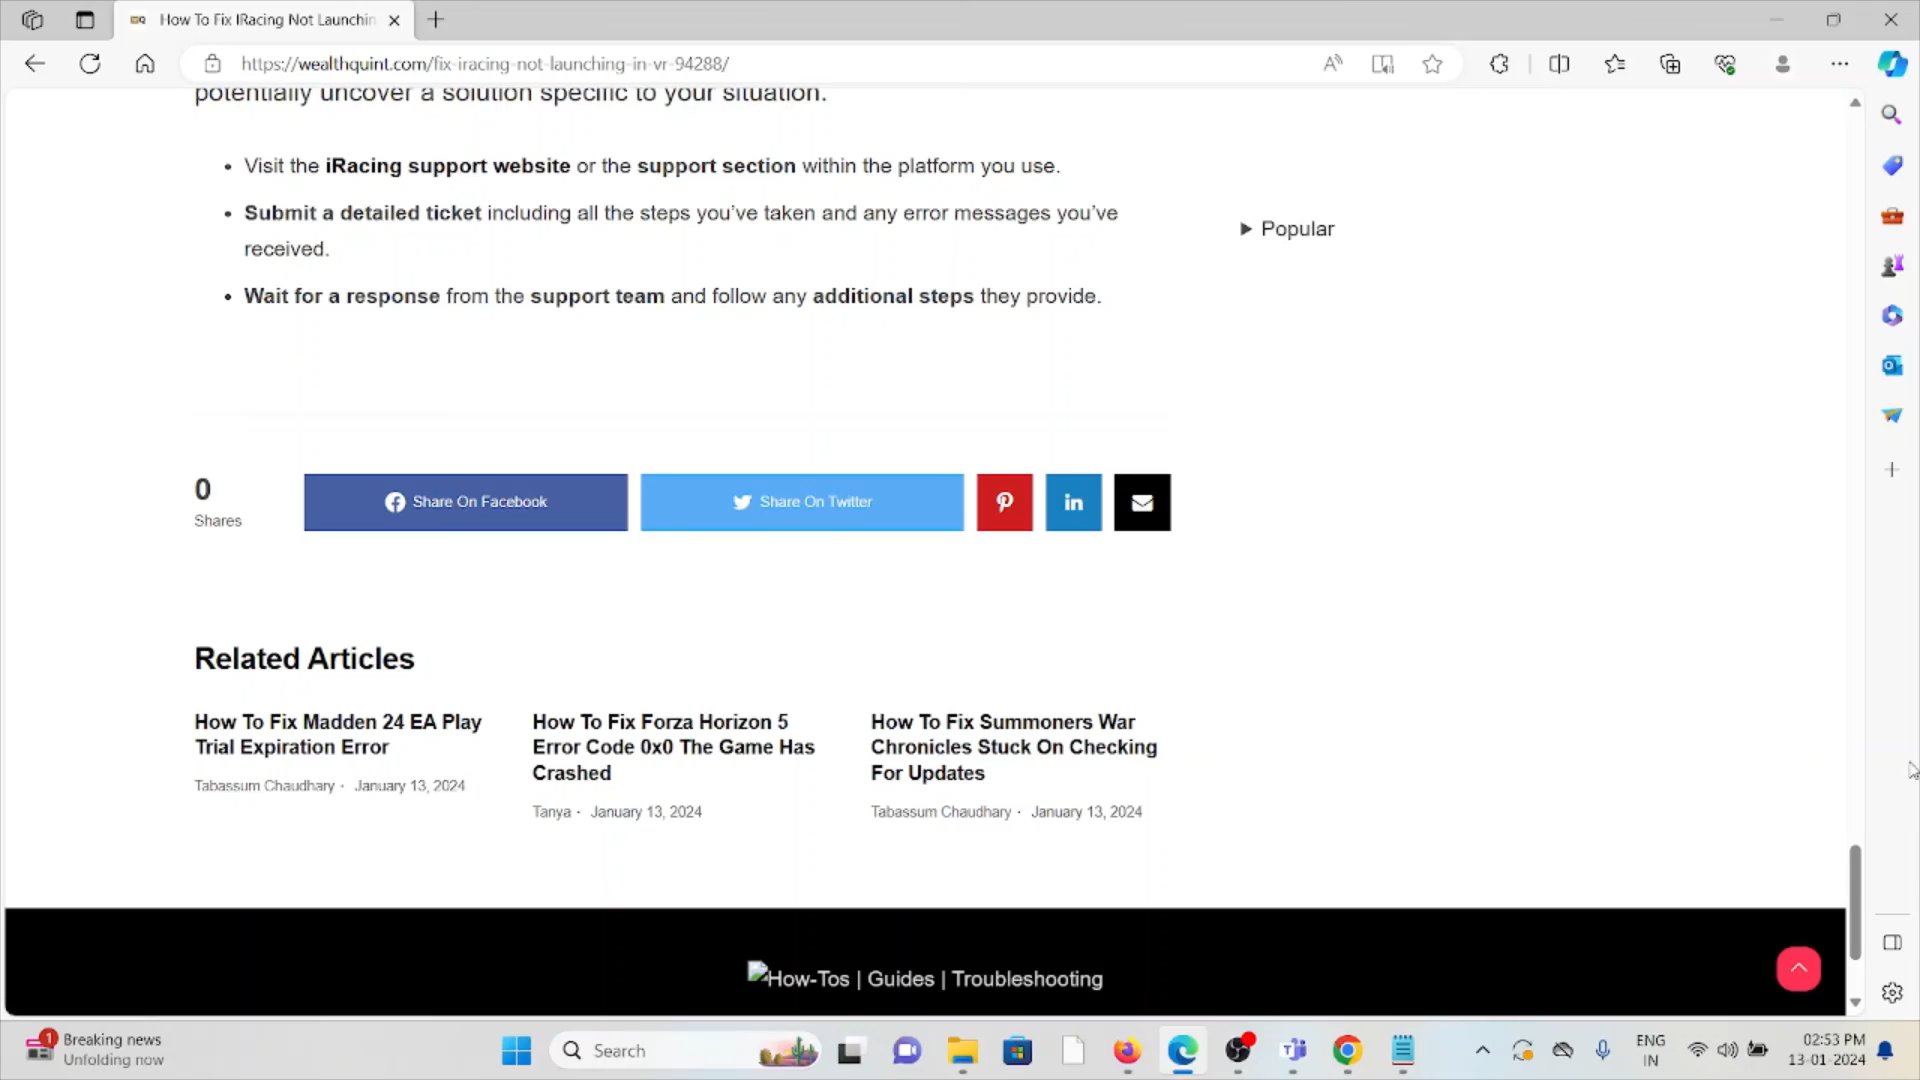 How To Fix IRacing Not Launchin
https://wealthquint.com/fix-iracing-not-launching-in-vr-94288/
potentially uncover a solution specific to your situation.
Visit the iRacing support website or the support section within the platform you use.
Submit a detailed ticket including all the steps you’ve taken and any error messages you’ve
received.
Wait for a response from the support team and follow any additional steps they provide.
Popular
0
Shares
Share On Facebook
Share On Twitter
Related Articles
How To Fix Madden 24 EA Play
Trial Expiration Error
Tabassum Chaudhary · January 13, 2024
How To Fix Forza Horizon 5
Error Code 0x0 The Game Has
Crashed
Tanya · January 13, 2024
How To Fix Summoners War
Chronicles Stuck On Checking
For Updates
Tabassum Chaudhary · January 13, 2024
How-Tos | Guides | Troubleshooting
1
Breaking news
Unfolding now
Search
ENG
IN
02:53 PM
13-01-2024